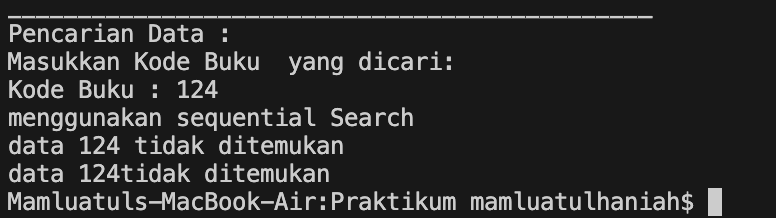 Pencarian Data :
Masukkan Kode Buku  yang dicari:
Kode Buku : 124
menggunakan sequential Search
data 124 tidak ditemukan
data 124tidak ditemukan
Mamluatuls-MacBook-Air:Praktikum mamluatulhaniah$